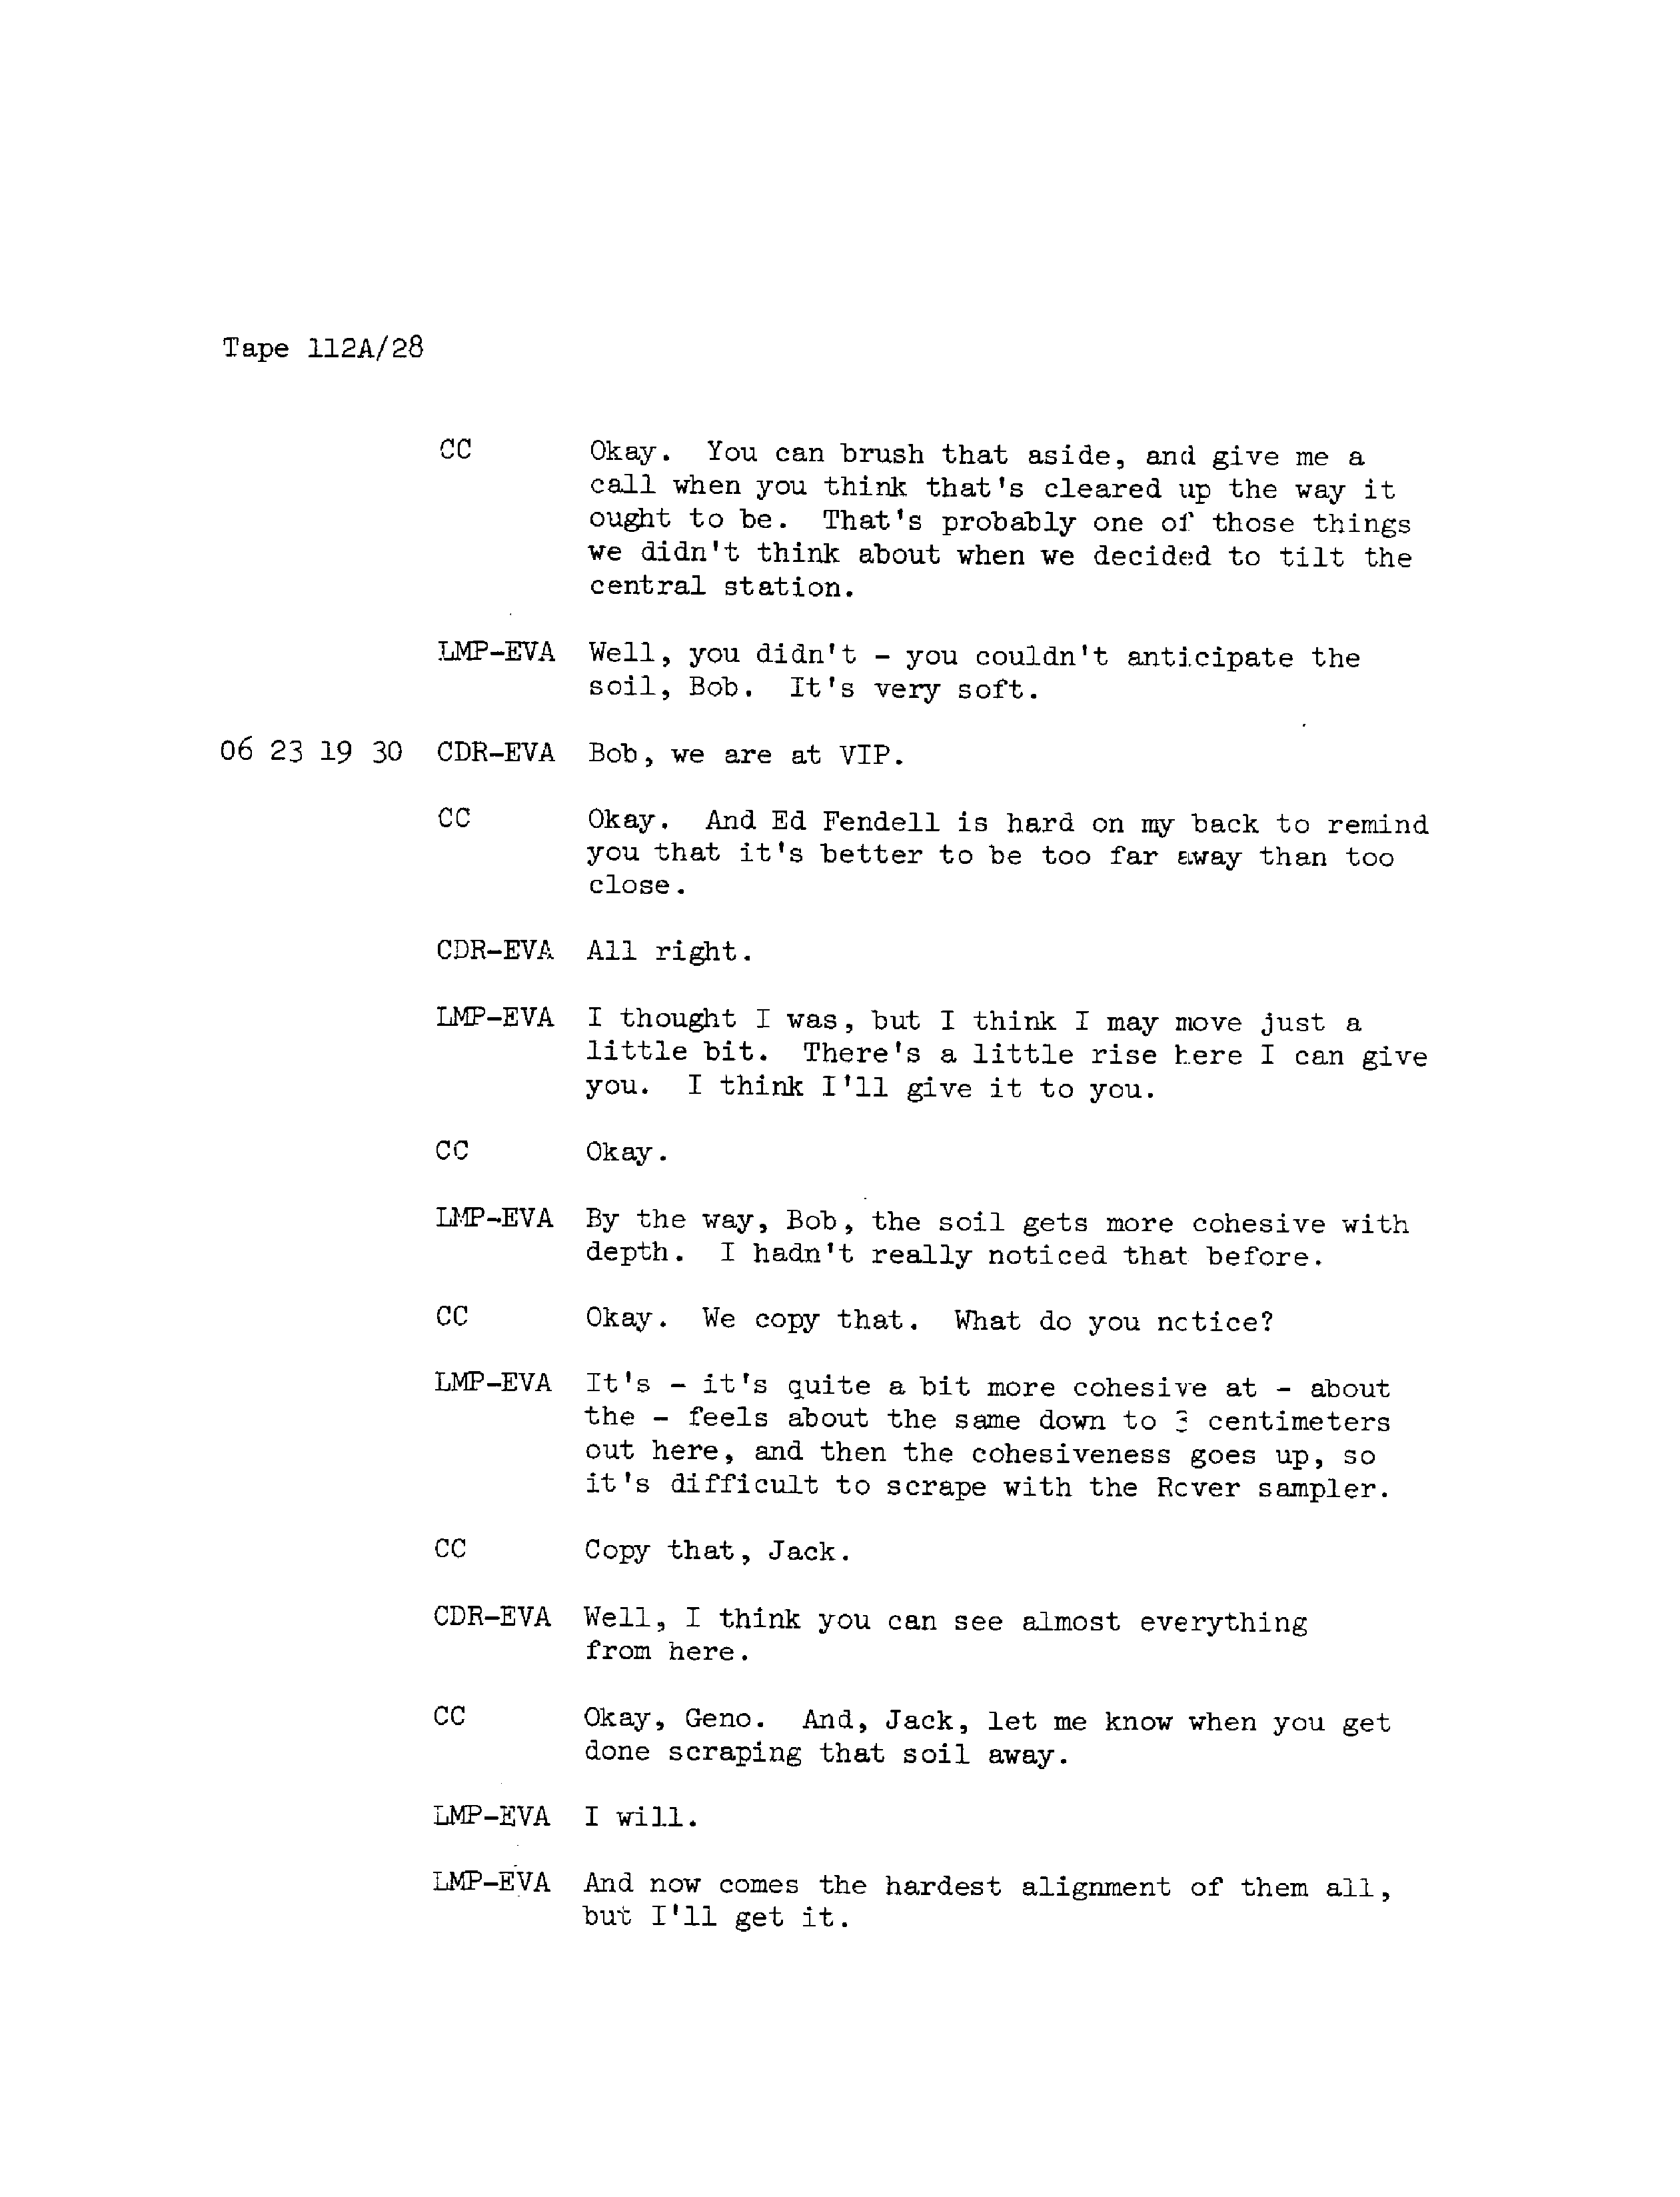 Tape 112A/28
CC Okay. You can brush that aside, and give me a
call when you think that's cleared up the way it
ought to be. That's probably one of those things
we didn't think about when we decided to tilt the
central station.
LMP-EVA Well, you didn't - you couldn't anticipate the
soil, Bob. It's very soft.
06 23 19 30 CDR-EVA Bob, we are at VIP.
CC Okay. And Ed Fendell is hard on my back to remind
you that it's better to be too far away than too
close.
CDR-EVA All right.
LMP-EVA I thought I was, but I think I may move just a
little bit. There's a little rise here I can give
you. I think I'll give it to you.
CC Okay.
LMP-EVA By the way, Bob, the soil gets more cohesive with
depth. I hadn't really noticed that before.
CC Okay. We copy that. What do you notice?
LMP-EVA It's - it's quite a bit more cohesive at - about
the - feels about the same down to 3 centimeters
out here, and then the cohesiveness goes up, so
it's difficult to scrape with the Rover sampler.
CC Copy that, Jack.
CDR-EVA Well, I think you can see almost everything
from here.
CC Okay, Geno. And, Jack, let me know when you get
done scraping that soil away.
LMP-EVA I will.
LMP-EVA And now comes the hardest alignment of them all,
but I'll get it.